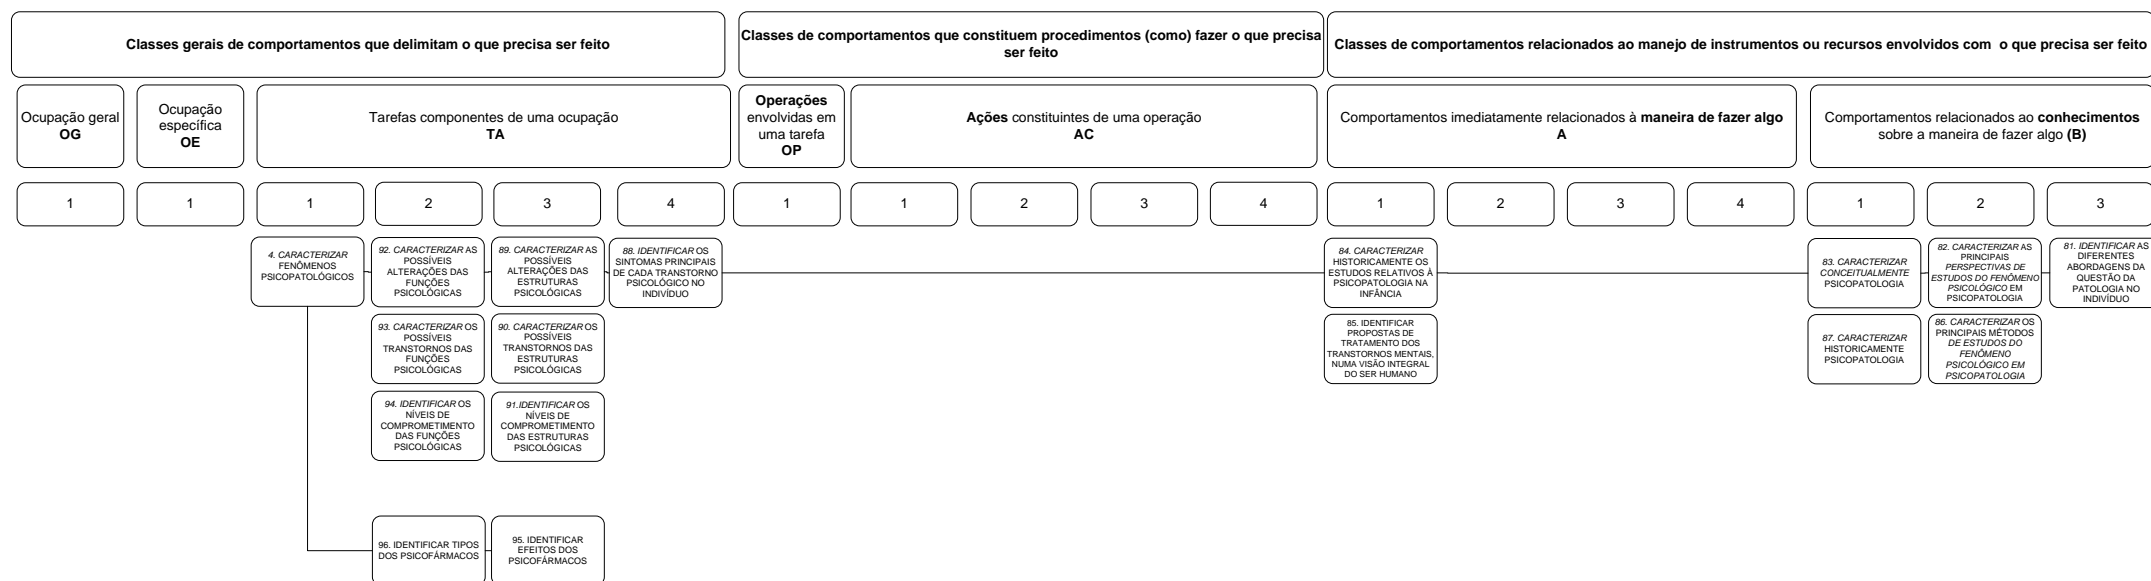 Classes gerais de comportamentos que delimitam o que precisa ser feito
Classes de comportamentos que constituem procedimentos (como) fazer o que precisa
ser feito
Classes de comportamentos relacionados ao manejo de instrumentos ou recursos envolvidos com o que precisa ser feito
Ocupação geral
OG
Ocupação
específica
OE
Tarefas componentes de uma ocupação
TA
Operações
envolvidas em
uma tarefa
OP
Ações constituintes de uma operação
AC
Comportamentos imediatamente relacionados à maneira de fazer algo
A
Comportamentos relacionados ao conhecimentos
sobre a maneira de fazer algo (B)
1
1
1
2
3
4
1
1
2
3
4
1
2
3
4
1
2
3
4. CARACTERIZAR
FENÔMENOS
PSICOPATOLÓGICOS
92. CARACTERIZAR AS
POSSÍVEIS
ALTERAÇÕES DAS
FUNÇÕES
PSICOLÓGICAS
89. CARACTERIZAR AS
POSSÍVEIS
ALTERAÇÕES DAS
ESTRUTURAS
PSICOLÓGICAS
88. IDENTIFICAR OS
SINTOMAS PRINCIPAIS
DE CADA TRANSTORNO
PSICOLÓGICO NO
INDIVÍDUO
84. CARACTERIZAR
HISTORICAMENTE OS
ESTUDOS RELATIVOS À
PSICOPATOLOGIA NA
INFÂNCIA
83. CARACTERIZAR
CONCEITUALMENTE
PSICOPATOLOGIA
82. CARACTERIZAR AS
PRINCIPAIS
PERSPECTIVAS DE
ESTUDOS DO FENÔMENO
PSICOLÓGICO EM
PSICOPATOLOGIA
81. IDENTIFICAR AS
DIFERENTES
ABORDAGENS DA
QUESTÃO DA
PATOLOGIA NO
INDIVÍDUO
93. CARACTERIZAR OS
POSSÍVEIS
TRANSTORNOS DAS
FUNÇÕES
PSICOLÓGICAS
90. CARACTERIZAR OS
POSSÍVEIS
TRANSTORNOS DAS
ESTRUTURAS
PSICOLÓGICAS
85. IDENTIFICAR
PROPOSTAS DE
TRATAMENTO DOS
TRANSTORNOS MENTAIS,
NUMA VISÃO INTEGRAL
DO SER HUMANO
87. CARACTERIZAR
HISTORICAMENTE
PSICOPATOLOGIA
86. CARACTERIZAR OS
PRINCIPAIS MÉTODOS
DE ESTUDOS DO
FENÔMENO
PSICOLÓGICO EM
PSICOPATOLOGIA
94. IDENTIFICAR OS
NÍVEIS DE
COMPROMETIMENTO
DAS FUNÇÕES
PSICOLÓGICAS
91.IDENTIFICAR OS
NÍVEIS DE
COMPROMETIMENTO
DAS ESTRUTURAS
PSICOLÓGICAS
96. IDENTIFICAR TIPOS
DOS PSICOFÁRMACOS
95. IDENTIFICAR
EFEITOS DOS
PSICOFÁRMACOS